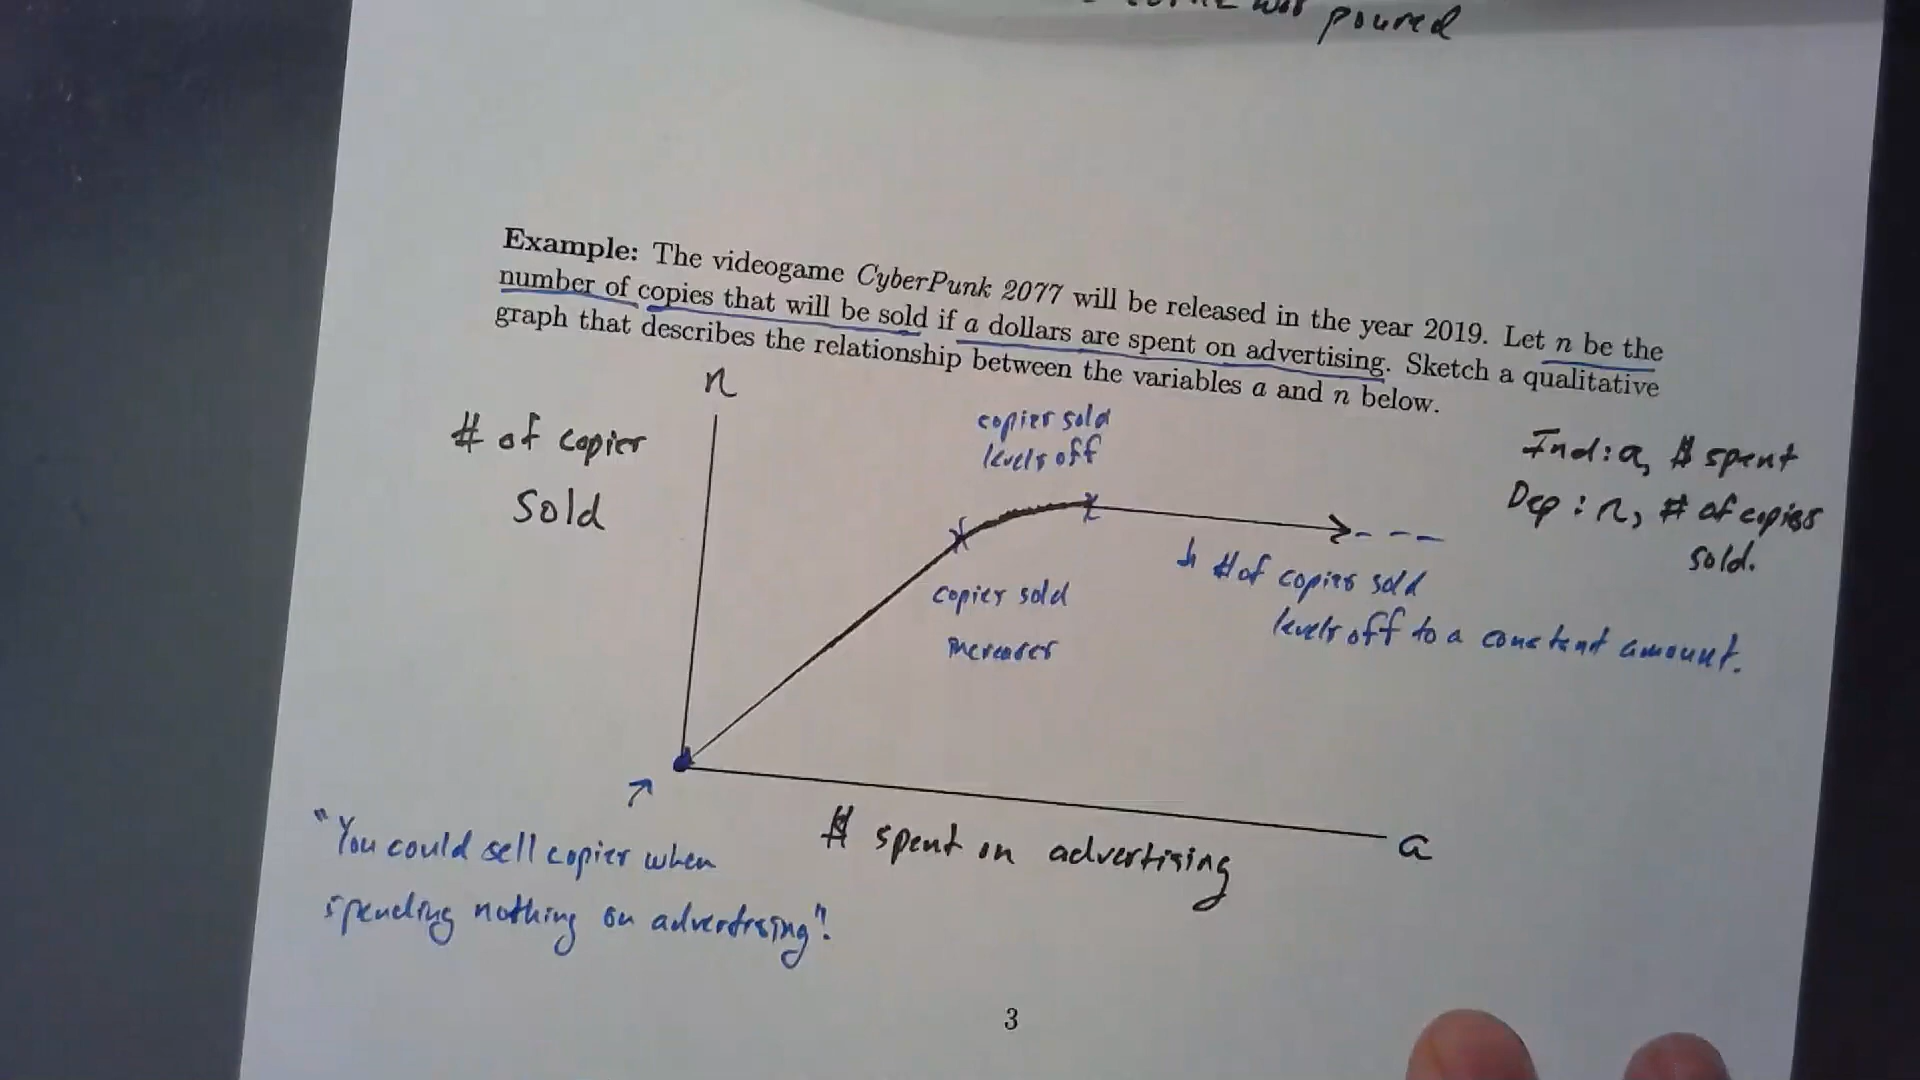 was poured
Example: The videogame CyberPunk 2077 will be released in the year 2019. Let n be the
number of copies that will be sold if a dollars are spent on advertising. Sketch a qualitative
graph that describes the relationship between the variables a and n below.
n
# of copies
sold
copies sold
levels off
Ind: a, $ spent
Dep: n, # of copies
sold.
# of copies sold
levels off to a constant amount.
copies sold
increases
a
$ spent on advertising
"You could sell copies when
spending nothing on advertising".
3